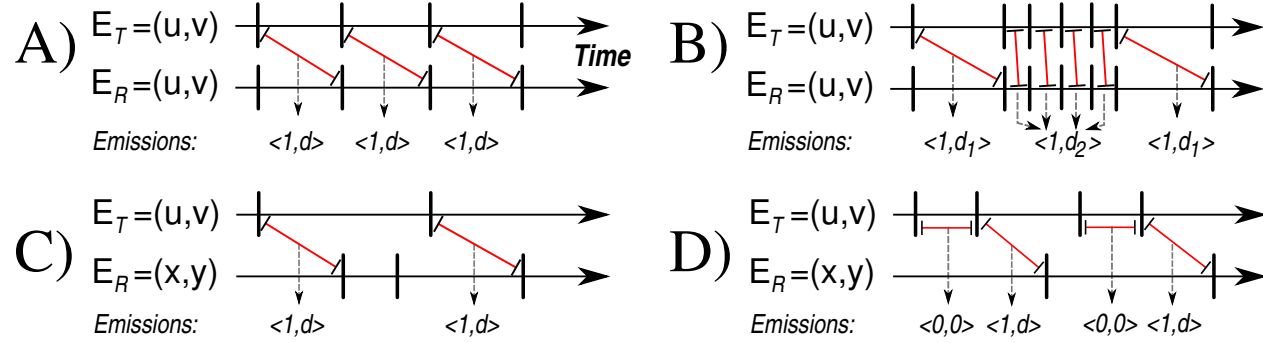 A)
E_T=(u,v)
Time
E_R=(u,v)
Emissions: <1,d> <1,d> <1,d>
B)
E_T=(u,v)
E_R=(u,v)
Emissions: <1,d_1> <1,d_2> <1,d_1>
C)
E_T=(u,v)
E_R=(x,y)
Emissions: <1,d> <1,d>
D)
E_T=(u,v)
E_R=(x,y)
Emissions: <0,0> <1,d> <0,0> <1,d>